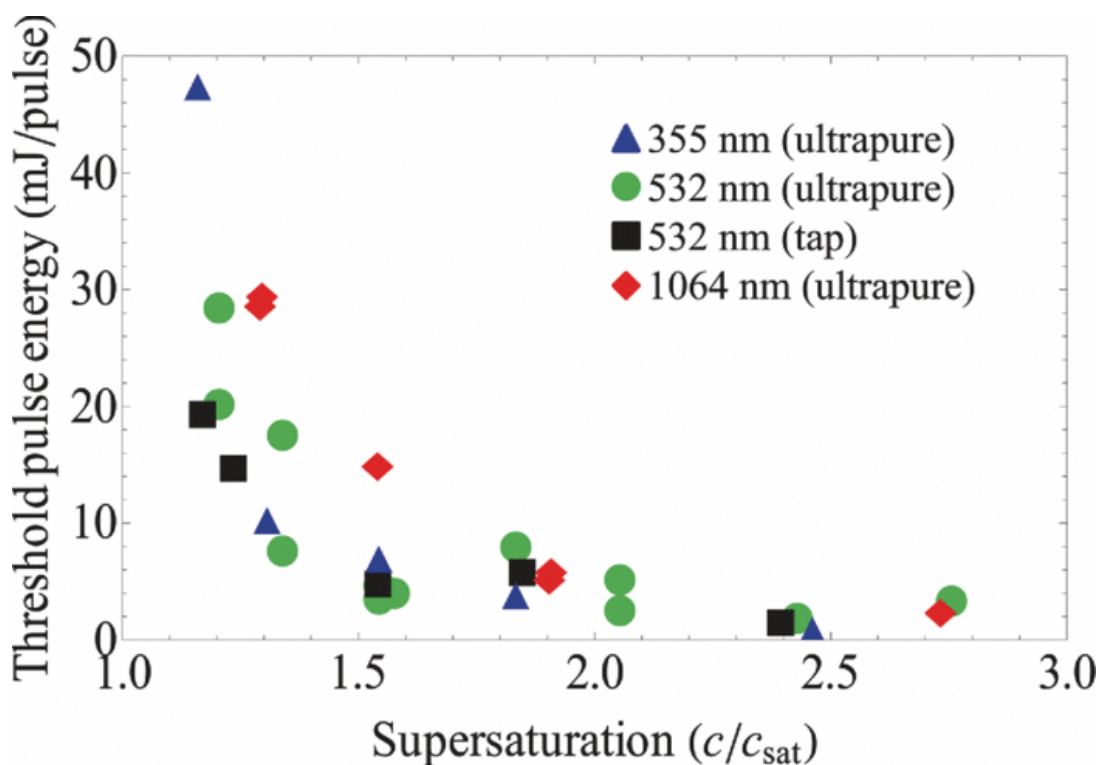 Threshold pulse energy (mJ/pulse)
50
40
30
20
10
0
355 nm (ultrapure)
532 nm (ultrapure)
532 nm (tap)
1064 nm (ultrapure)
1.0 1.5 2.0 2.5 3.0
Supersaturation (c/csat)